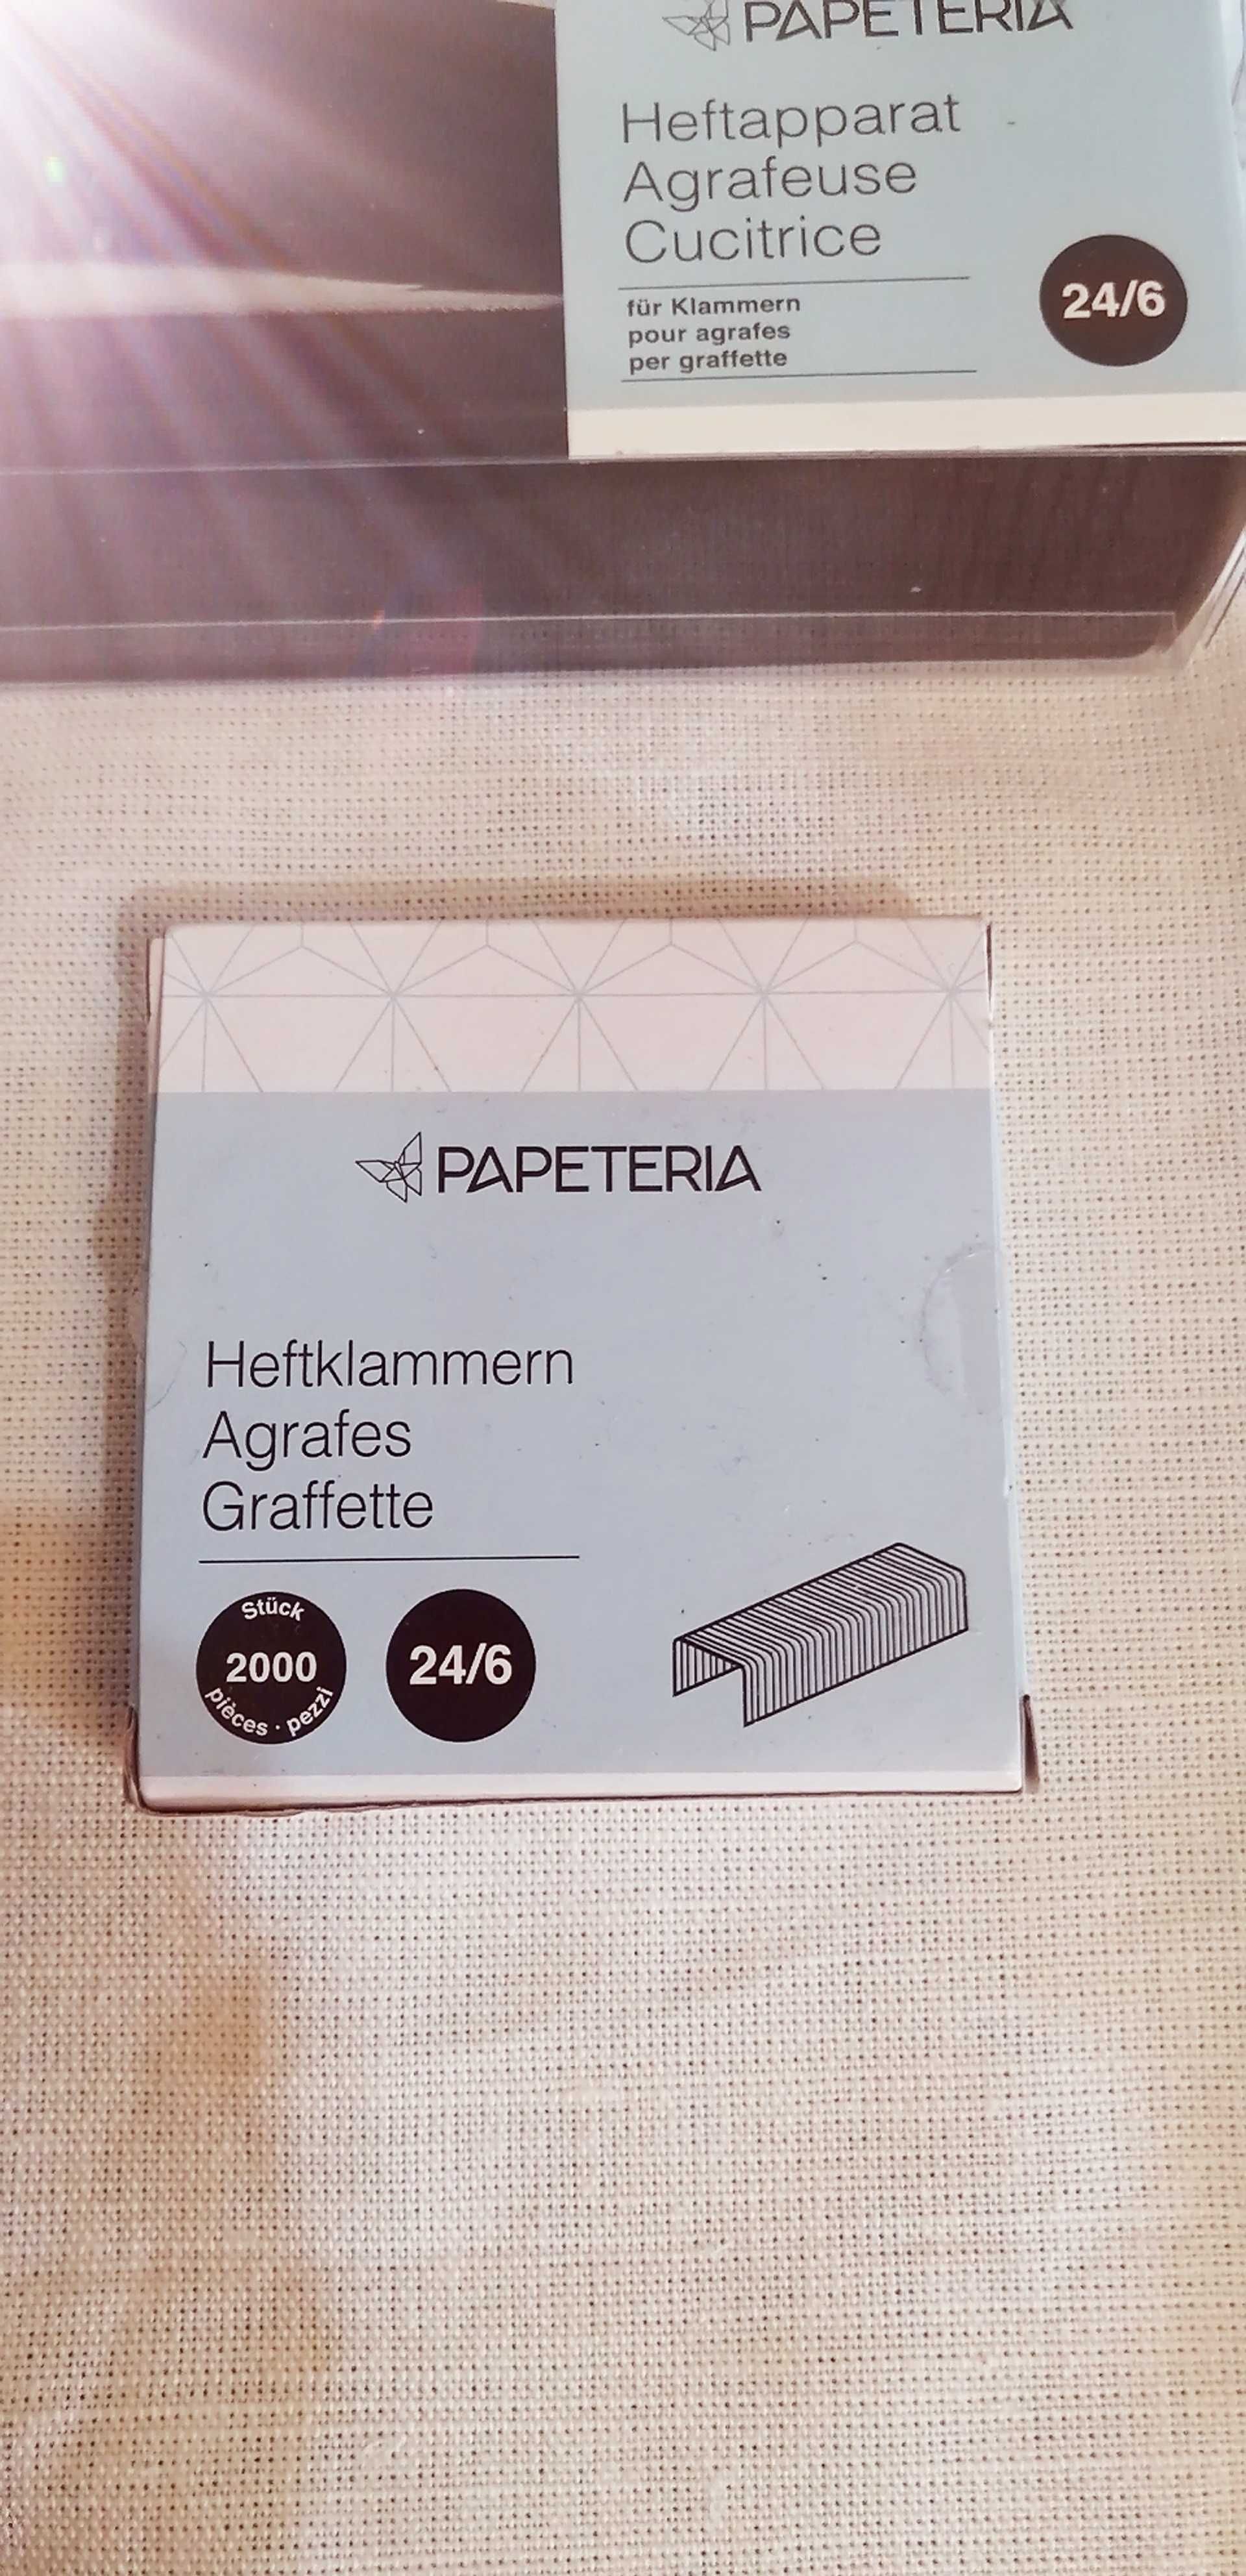 PAPETERIA
Heftapparat
Agrafeuse
Cucitrice
für Klammern
pour agrafes
per graffette
24/6
PAPETERIA
Heftklammern
Agrafes
Graffette
Stück
2000
pièces · pezzi
24/6